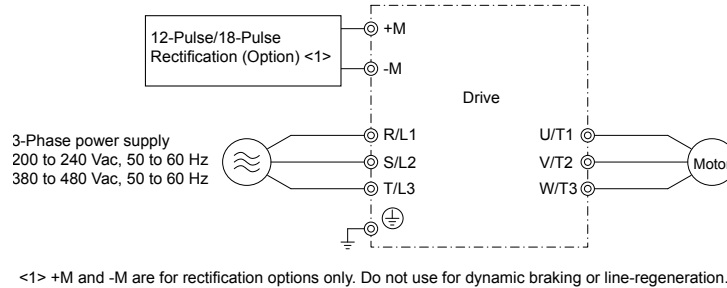 12-Pulse/18-Pulse
Rectification (Option) <1>
+M
-M
Drive
3-Phase power supply
200 to 240 Vac, 50 to 60 Hz
380 to 480 Vac, 50 to 60 Hz
R/L1
S/L2
T/L3
U/T1
V/T2
W/T3
Motor
<1> +M and -M are for rectification options only. Do not use for dynamic braking or line-regeneration.